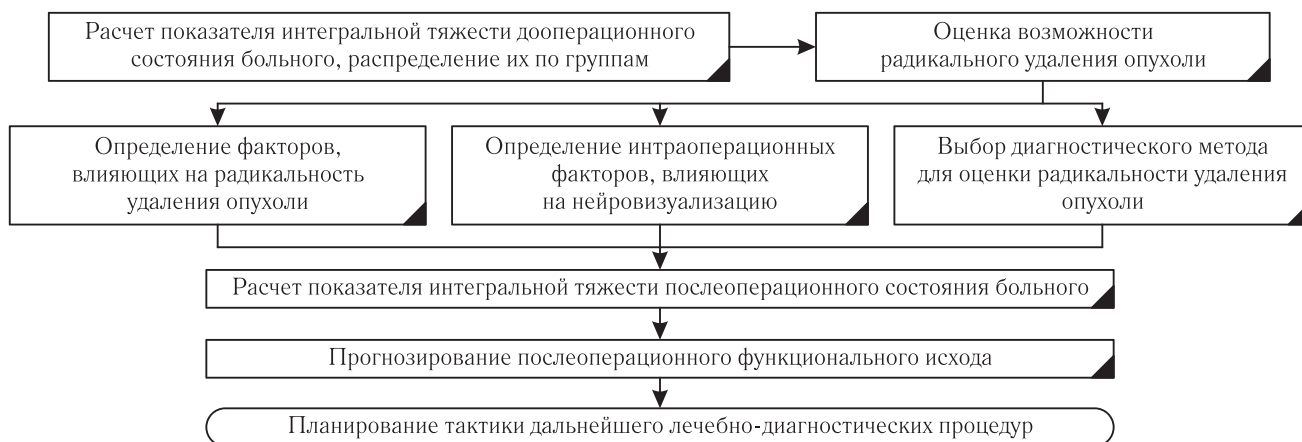 Расчет показателя интегральной тяжести дооперационного
состояния больного, распределение их по группам
Оценка возможности
радикального удаления опухоли
Определение факторов,
влияющих на радикальность
удаления опухоли
Определение интраоперационных
факторов, влияющих
на нейровизуализацию
Выбор диагностического метода
для оценки радикальности удаления
опухоли
Расчет показателя интегральной тяжести послеоперационного состояния больного
Прогнозирование послеоперационного функционального исхода
Планирование тактики дальнейшего лечебно-диагностических процедур